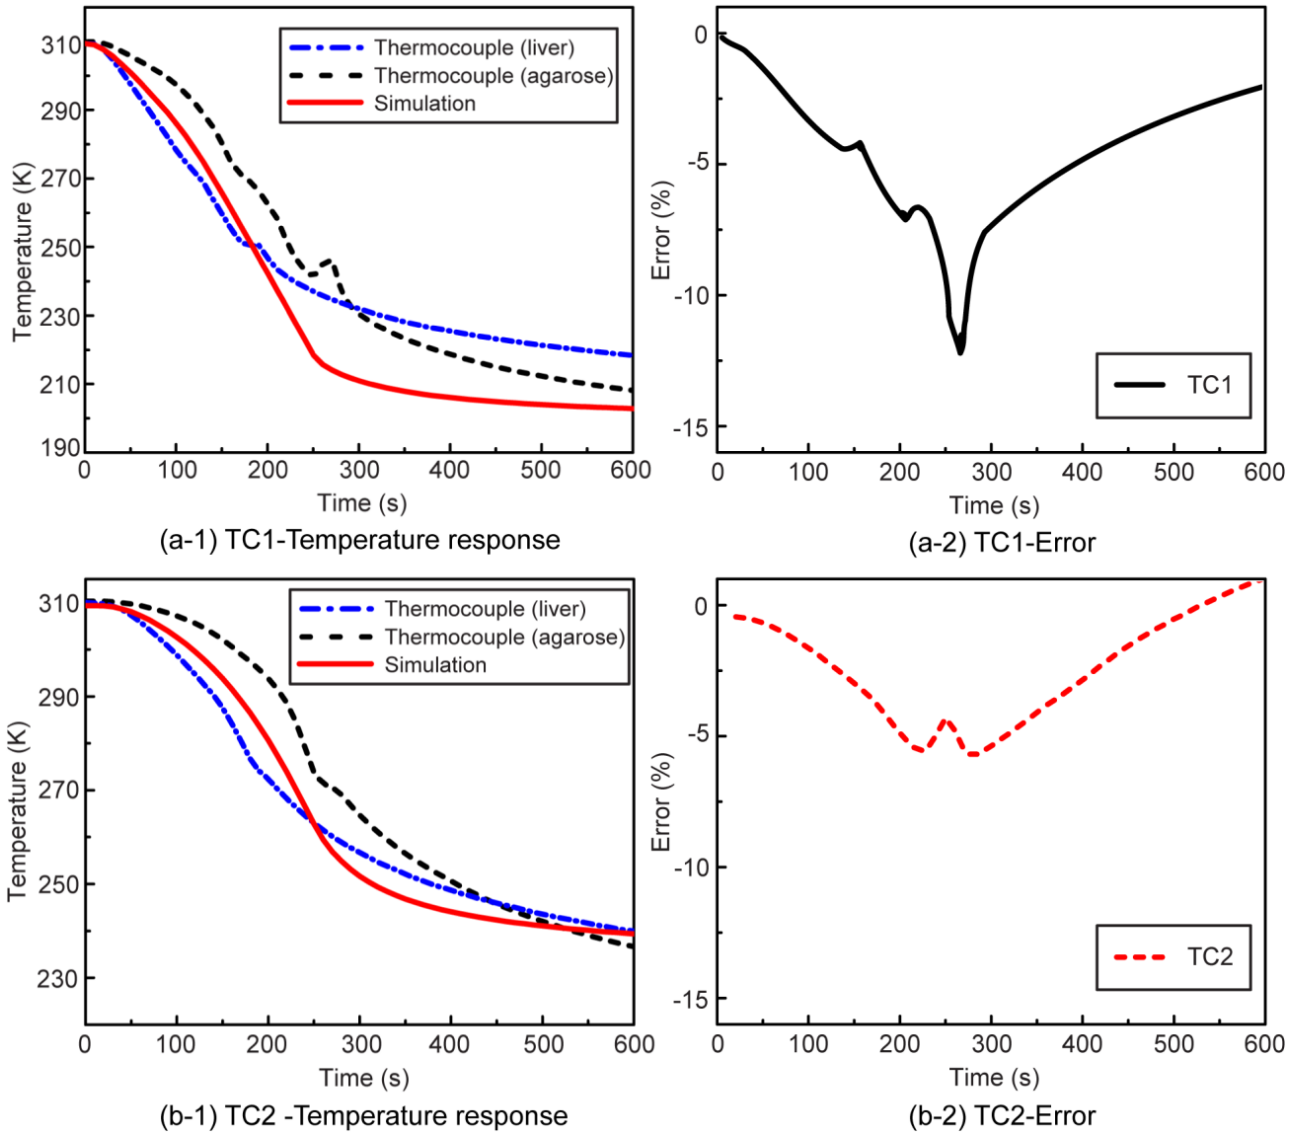 310
290
270
250
230
210
190
Temperature (K)
Thermocouple (liver)
Thermocouple (agarose)
Simulation
0 100 200 300 400 500 600
Time (s)
(a-1) TC1-Temperature response
0
-5
-10
-15
Error (%)
TC1
0 100 200 300 400 500 600
Time (s)
(a-2) TC1-Error
310
290
270
250
230
Temperature (K)
Thermocouple (liver)
Thermocouple (agarose)
Simulation
0 100 200 300 400 500 600
Time (s)
(b-1) TC2 -Temperature response
0
-5
-10
-15
Error (%)
TC2
0 100 200 300 400 500 600
Time (s)
(b-2) TC2-Error